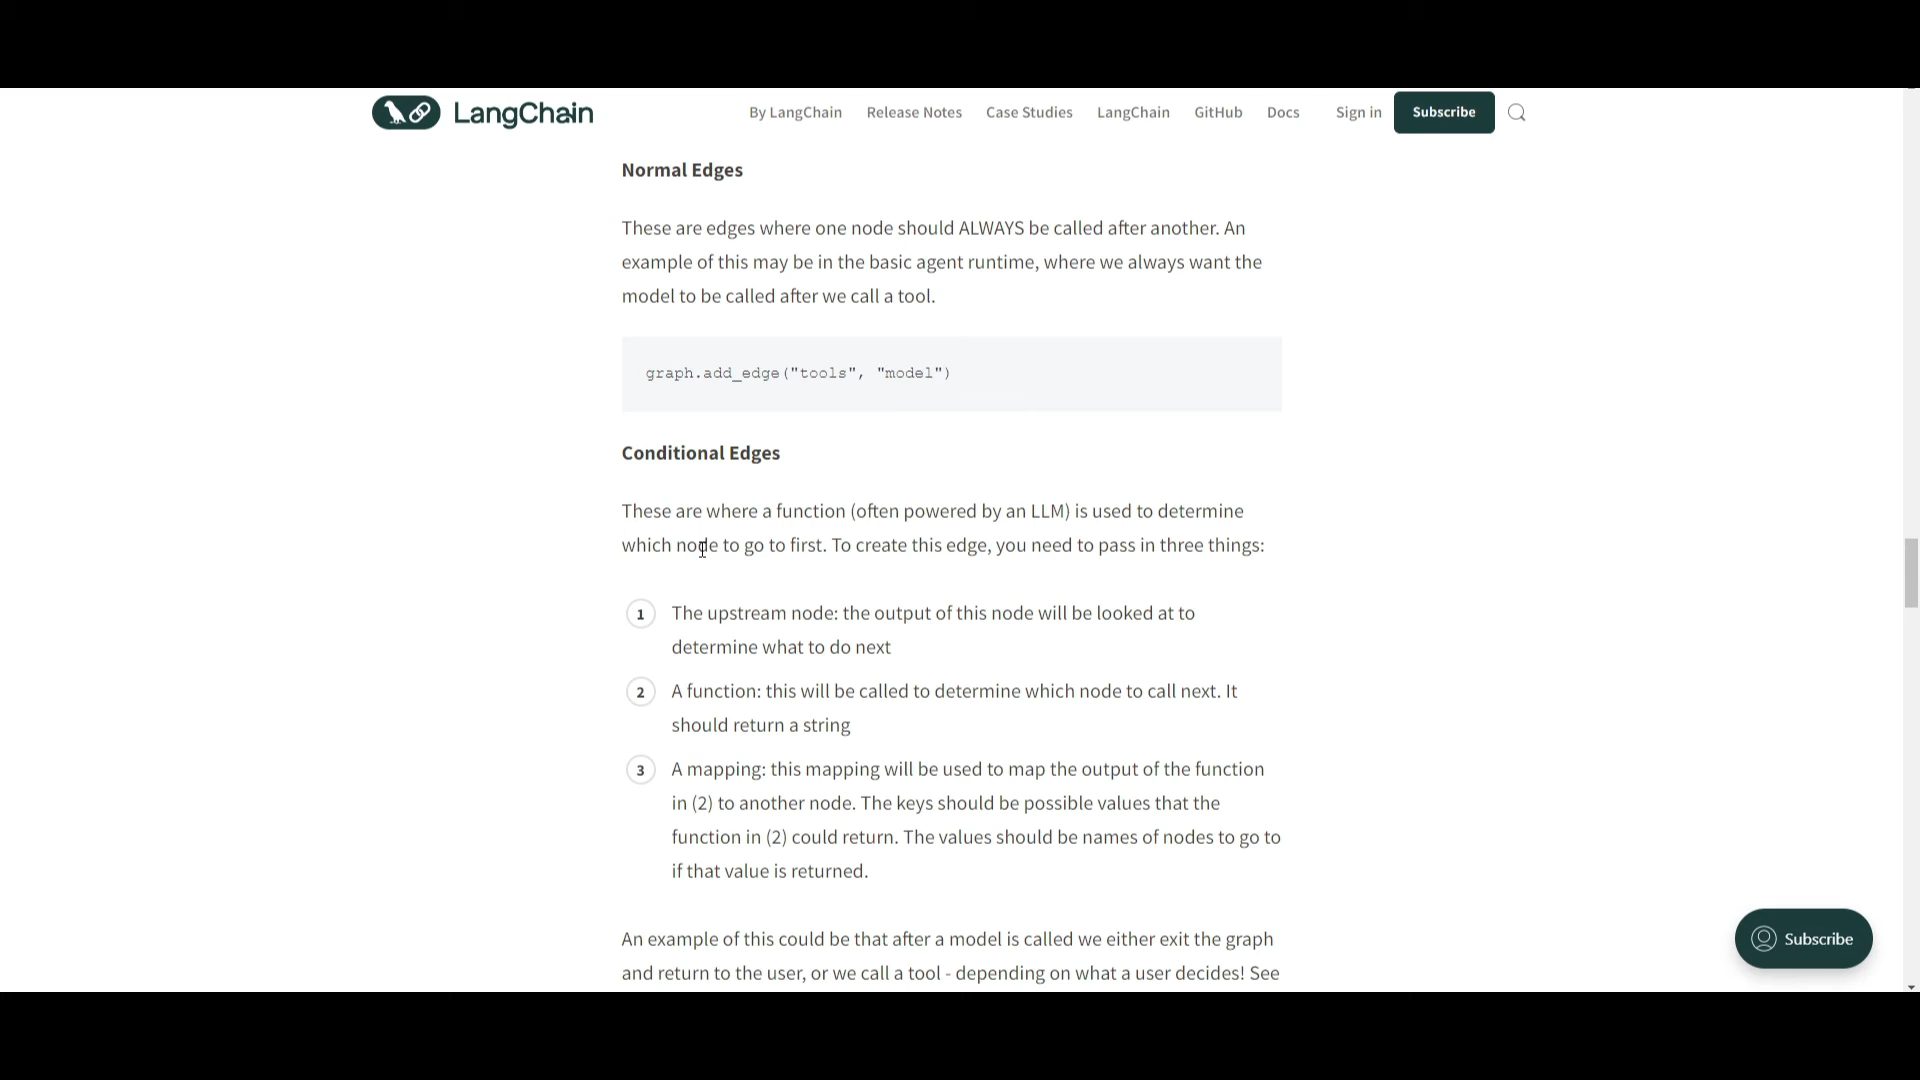 LangChain
By LangChain Release Notes Case Studies LangChain GitHub Docs Sign in Subscribe
Normal Edges
These are edges where one node should ALWAYS be called after another. An
example of this may be in the basic agent runtime, where we always want the
model to be called after we call a tool.
graph.add_edge("tools", "model")
Conditional Edges
These are where a function (often powered by an LLM) is used to determine
which node to go to first. To create this edge, you need to pass in three things:
1 The upstream node: the output of this node will be looked at to
determine what to do next
2 A function: this will be called to determine which node to call next. It
should return a string
3 A mapping: this mapping will be used to map the output of the function
in (2) to another node. The keys should be possible values that the
function in (2) could return. The values should be names of nodes to go to
if that value is returned.
An example of this could be that after a model is called we either exit the graph
and return to the user, or we call a tool - depending on what a user decides! See
Subscribe